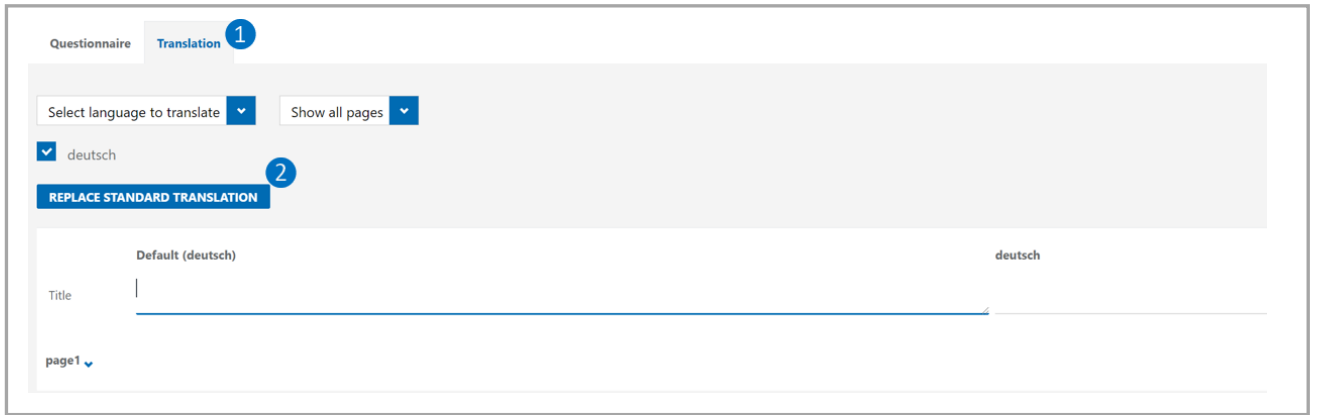 Questionnaire Translation 1
Select language to translate Show all pages
deutsch
2
REPLACE STANDARD TRANSLATION
Default (deutsch) deutsch
Title
page1